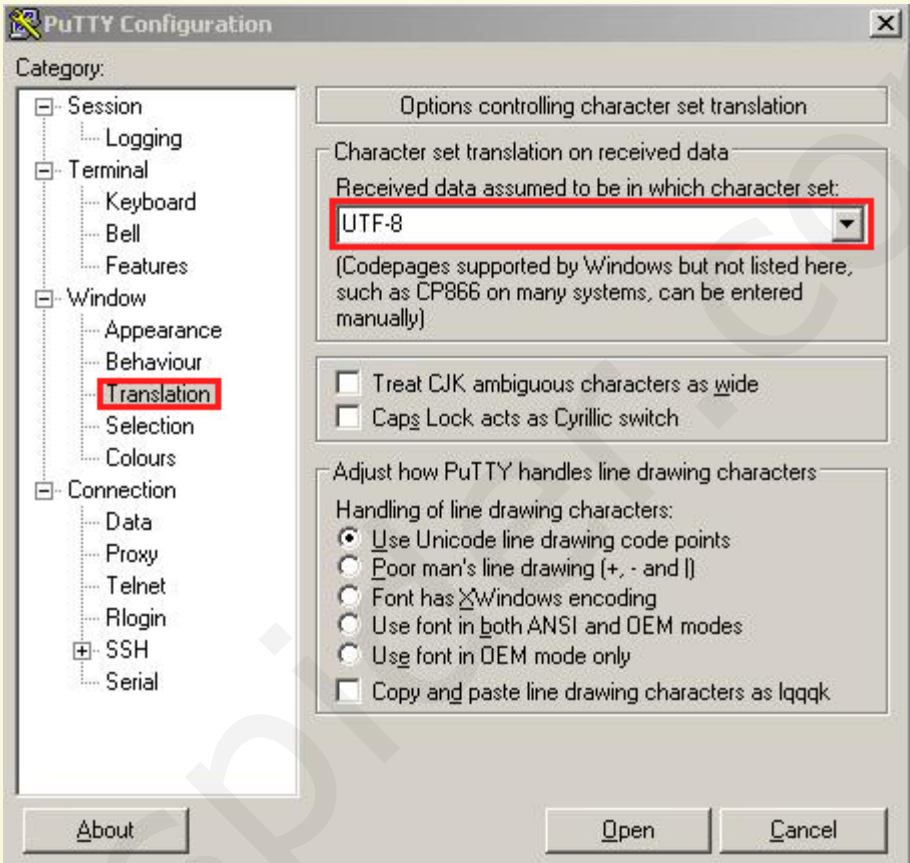 PuTTY Configuration
Category:
Session
Logging
Terminal
Keyboard
Bell
Features
Window
Appearance
Behaviour
Translation
Selection
Colours
Connection
Data
Proxy
Telnet
Rlogin
SSH
Serial
Options controlling character set translation
Character set translation on received data
Received data assumed to be in which character set:
UTF-8
(Codepages supported by Windows but not listed here,
such as CP866 on many systems, can be entered
manually)
Treat CJK ambiguous characters as wide
Caps Lock acts as Cyrillic switch
Adjust how PuTTY handles line drawing characters
Handling of line drawing characters:
Use Unicode line drawing code points
Poor man's line drawing (+, - and |)
Font has XWindows encoding
Use font in both ANSI and OEM modes
Use font in OEM mode only
Copy and paste line drawing characters as lqqqk
About
Open
Cancel